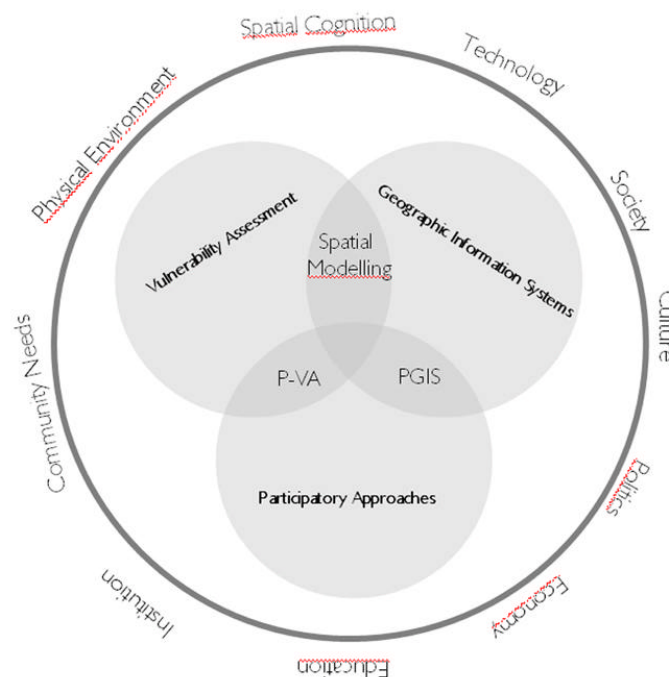 Spatial Cognition
Technology
Society
Culture
Politics
Economy
Education
Institution
Community Needs
Physical Environment
Vulnerability Assessment
Geographic Information Systems
Spatial
Modelling
P-VA
PGIS
Participatory Approaches